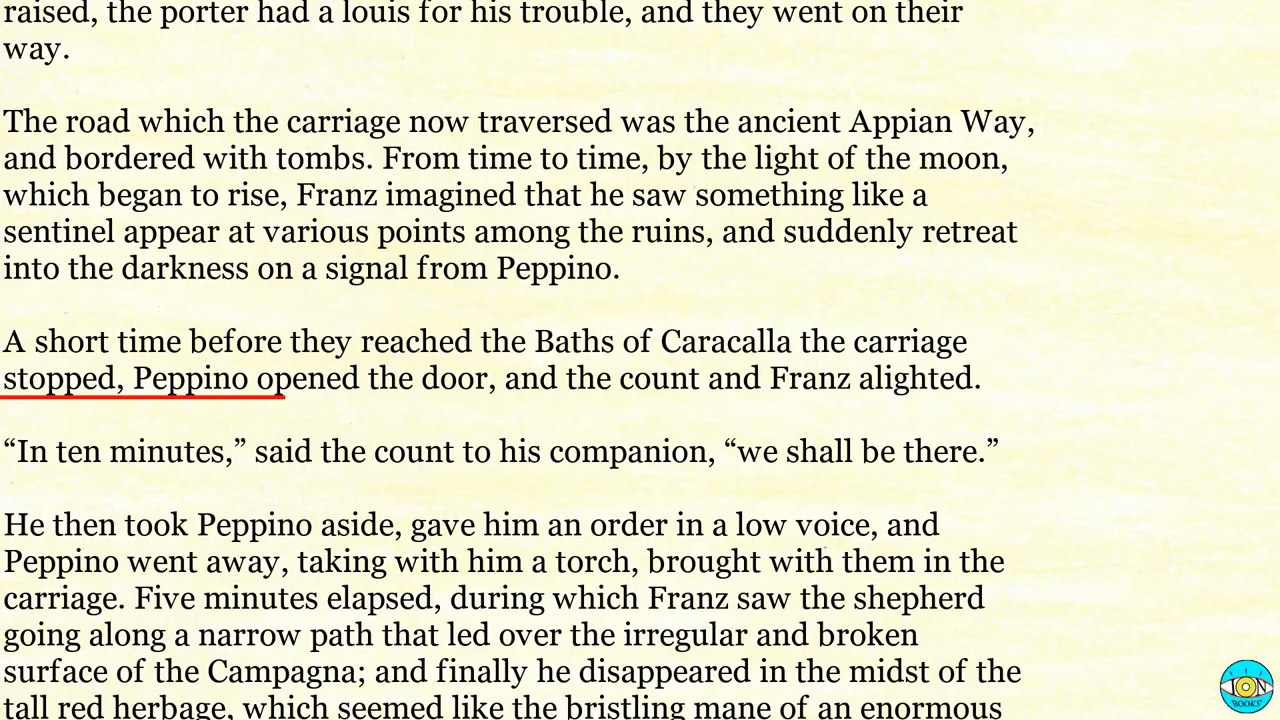 raised, the porter had a louis for his trouble, and they went on their
way.
The road which the carriage now traversed was the ancient Appian Way,
and bordered with tombs. From time to time, by the light of the moon,
which began to rise, Franz imagined that he saw something like a
sentinel appear at various points among the ruins, and suddenly retreat
into the darkness on a signal from Peppino.
A short time before they reached the Baths of Caracalla the carriage
stopped, Peppino opened the door, and the count and Franz alighted.
“In ten minutes,” said the count to his companion, “we shall be there.”
He then took Peppino aside, gave him an order in a low voice, and
Peppino went away, taking with him a torch, brought with them in the
carriage. Five minutes elapsed, during which Franz saw the shepherd
going along a narrow path that led over the irregular and broken
surface of the Campagna; and finally he disappeared in the midst of the
tall red herbage, which seemed like the bristling mane of an enormous
BOOKS